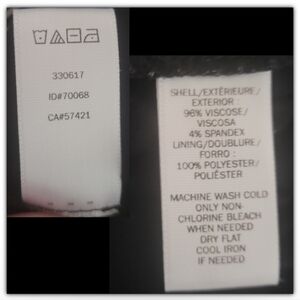 330617
ID#70068
CA#57421
SHELL/EXTÉRIEURE/
EXTERIOR :
96% VISCOSE/
VISCOSA
4% SPANDEX
LINING/DOUBLURE/
FORRO :
100% POLYESTER/
POLIÉSTER
MACHINE WASH COLD
ONLY NON-
CHLORINE BLEACH
WHEN NEEDED
DRY FLAT
COOL IRON
IF NEEDED